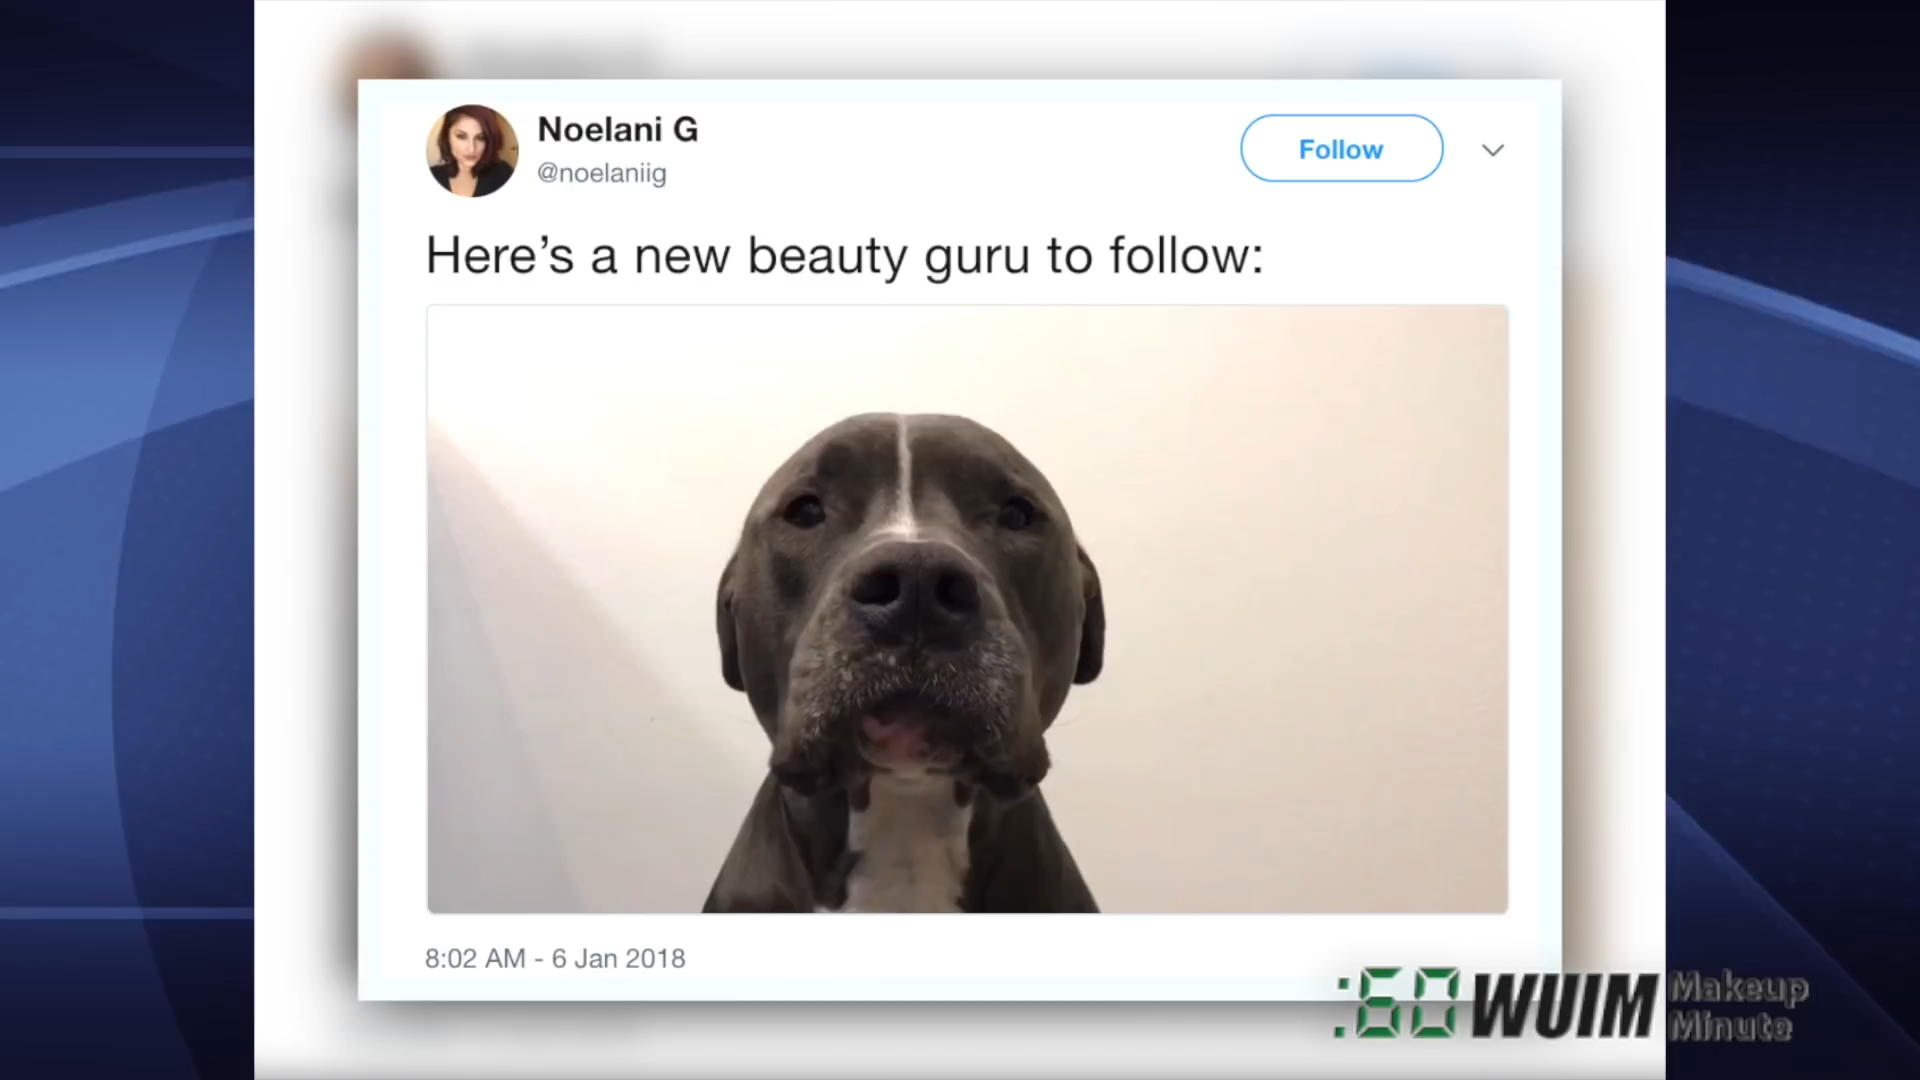 Noelani G
@noelaniig
Follow
Here's a new beauty guru to follow:
8:02 AM - 6 Jan 2018
:60 WUIM Makeup Minute